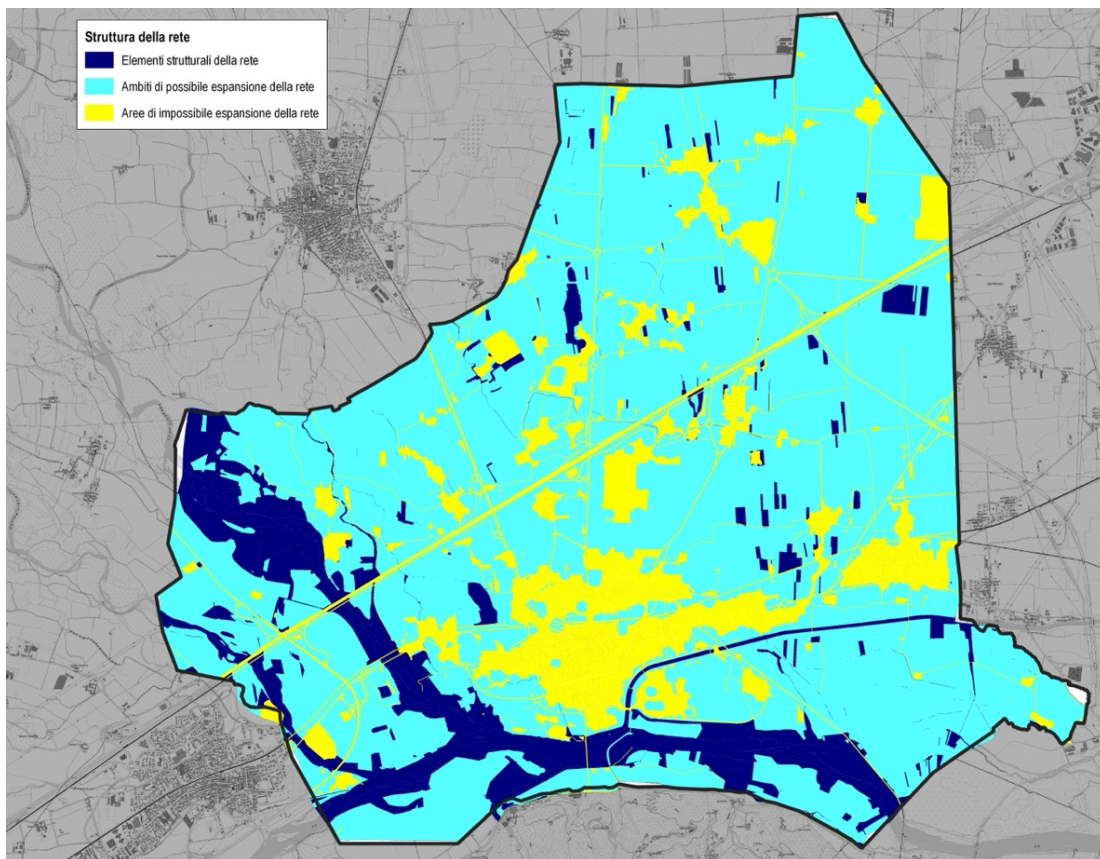 Struttura della rete
Elementi strutturali della rete
Ambiti di possibile espansione della rete
Aree di impossibile espansione della rete